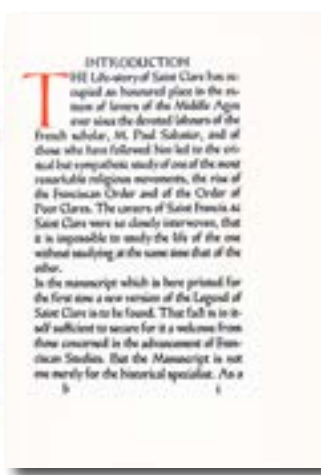 INTRODUCTION
THE Life-story of Saint Clare has oc-
cupied an honoured place in the es-
teem of lovers of the Middle Ages
ever since the devoted labours of the
French scholar, M. Paul Sabatier, and of
those who have followed him led to the cri-
tical but sympathetic study of one of the most
remarkable religious movements, the rise of
the Franciscan Order and of the Order of
Poor Clares. The careers of Saint Francis &
Saint Clare were so closely interwoven, that
it is impossible to study the life of the one
without studying at the same time that of the
other.
In the manuscript which is here printed for
the first time a new version of the Legend of
Saint Clare is to be found. That fact is in it-
self sufficient to secure for it a welcome from
those concerned in the advancement of Fran-
ciscan Studies. But the Manuscript is not
one merely for the historical specialist. As a
b 1